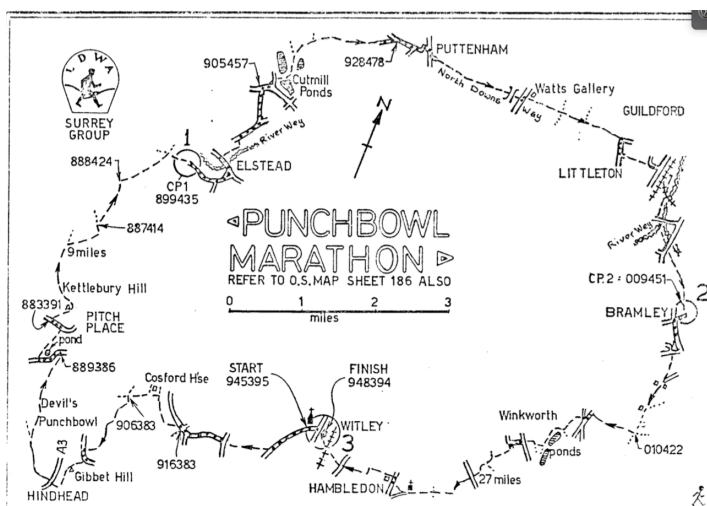 LDWA
SURREY
GROUP
905457
Cutmill
Ponds
928478
PUTTENHAM
North Downs
Way
Watts Gallery
GUILDFORD
LITTLETON
N
1
River Wey
ELSTEAD
CP1
899435
888424
887414
9 miles
Kettlebury Hill
883391
PITCH
PLACE
pond
889386
PUNCHBOWL
MARATHON
REFER TO O.S. MAP SHEET 186 ALSO
0 1 2 3
miles
River Wey
CP.2 = 009451
2
BRAMLEY
START
945395
FINISH
948394
WITLEY
3
Cosford H'se
Devil's
Punchbowl
906383
916383
A3
Gibbet Hill
HINDHEAD
HAMBLEDON
27 miles
Winkworth
ponds
010422